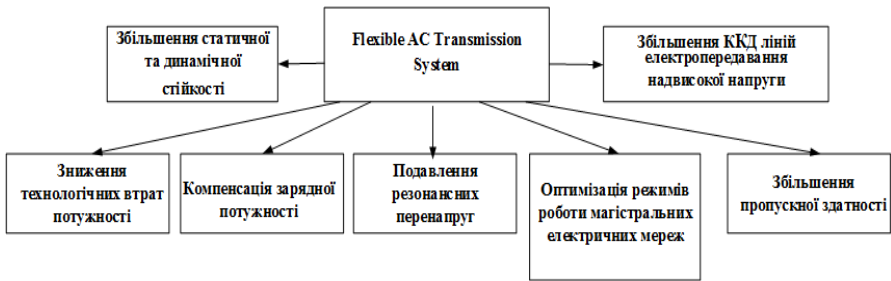 Збільшення статичної
та динамічної
стійкості
Flexible AC Transmission
System
Збільшення ККД ліній
електропередавання
надвисокої напруги
Зниження
технологічних втрат
потужності
Компенсація зарядної
потужності
Подавлення
резонансних
перенапруг
Оптимізація режимів
роботи магістральних
електричних мереж
Збільшення
пропускної здатності